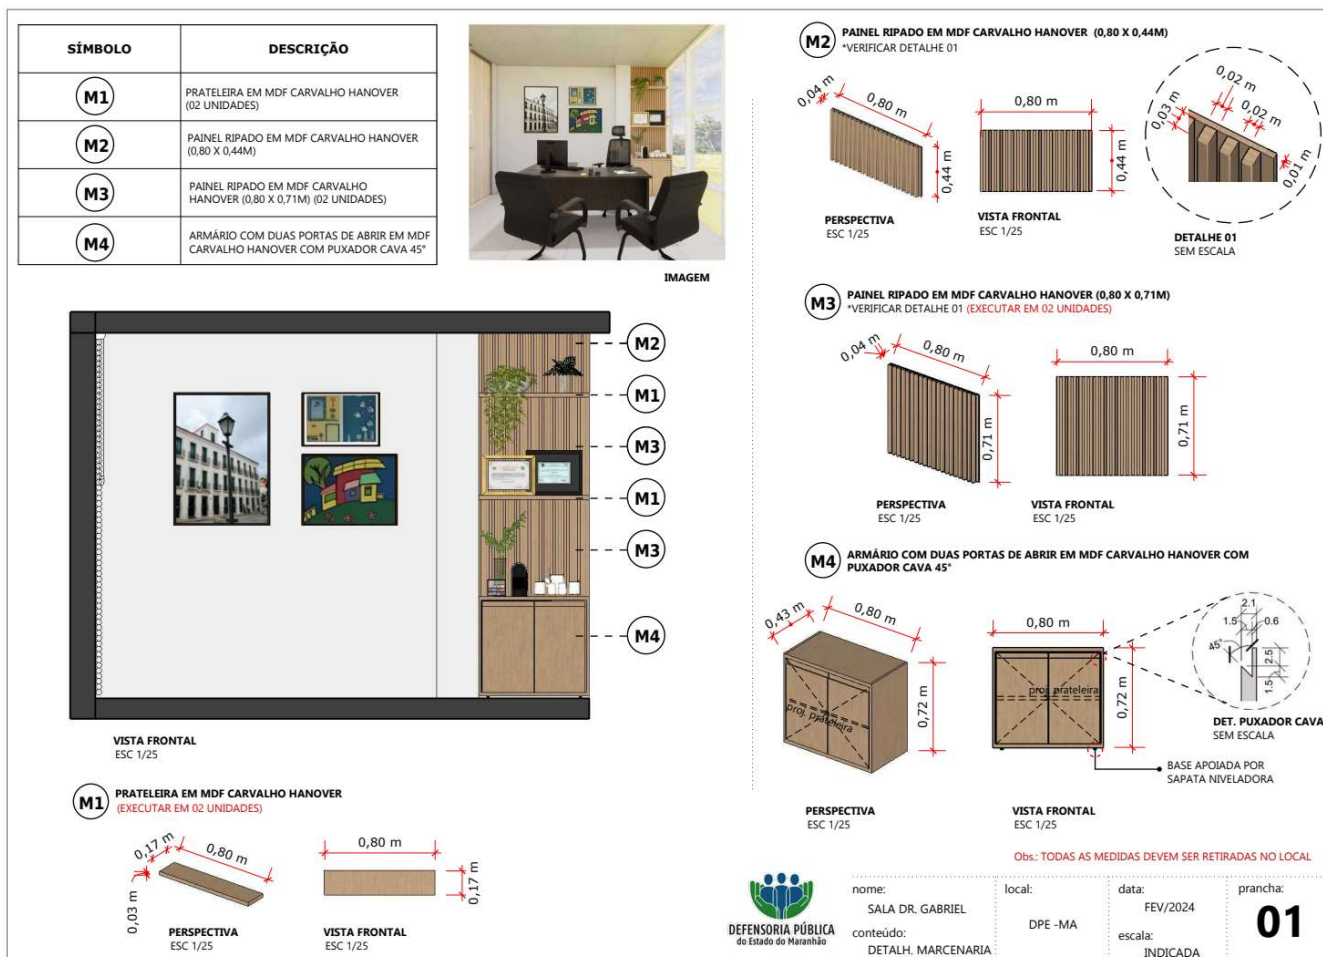 SÍMBOLO DESCRIÇÃO
M1 PRATELEIRA EM MDF CARVALHO HANOVER
(02 UNIDADES)
M2 PAINEL RIPADO EM MDF CARVALHO HANOVER
(0,80 X 0,44M)
M3 PAINEL RIPADO EM MDF CARVALHO
HANOVER (0,80 X 0,71M) (02 UNIDADES)
M4 ARMÁRIO COM DUAS PORTAS DE ABRIR EM MDF
CARVALHO HANOVER COM PUXADOR CAVA 45°
IMAGEM
M2
M1
M3
M1
M3
M4
VISTA FRONTAL
ESC 1/25
M1 PRATELEIRA EM MDF CARVALHO HANOVER
(EXECUTAR EM 02 UNIDADES)
0,17 m
0,80 m
0,03 m
PERSPECTIVA
ESC 1/25
0,80 m
0,17 m
VISTA FRONTAL
ESC 1/25
M2 PAINEL RIPADO EM MDF CARVALHO HANOVER (0,80 X 0,44M)
*VERIFICAR DETALHE 01
0,04 m
0,80 m
0,44 m
PERSPECTIVA
ESC 1/25
0,80 m
0,44 m
VISTA FRONTAL
ESC 1/25
0,02 m
0,02 m
0,03 m
0,01 m
DETALHE 01
SEM ESCALA
M3 PAINEL RIPADO EM MDF CARVALHO HANOVER (0,80 X 0,71M)
*VERIFICAR DETALHE 01 (EXECUTAR EM 02 UNIDADES)
0,04 m
0,80 m
0,71 m
PERSPECTIVA
ESC 1/25
0,80 m
0,71 m
VISTA FRONTAL
ESC 1/25
M4 ARMÁRIO COM DUAS PORTAS DE ABRIR EM MDF CARVALHO HANOVER COM
PUXADOR CAVA 45°
0,43 m
0,80 m
0,72 m
proj. prateleira
PERSPECTIVA
ESC 1/25
0,80 m
0,72 m
proj. prateleira
VISTA FRONTAL
ESC 1/25
2.1
1.5 0.6
45°
2.5
1.5
DET. PUXADOR CAVA
SEM ESCALA
BASE APOIADA POR
SAPATA NIVELADORA
Obs.: TODAS AS MEDIDAS DEVEM SER RETIRADAS NO LOCAL
DEFENSORIA PÚBLICA
do Estado do Maranhão
nome:
SALA DR. GABRIEL
conteúdo:
DETALH. MARCENARIA
local:
DPE -MA
data:
FEV/2024
escala:
INDICADA
prancha:
01